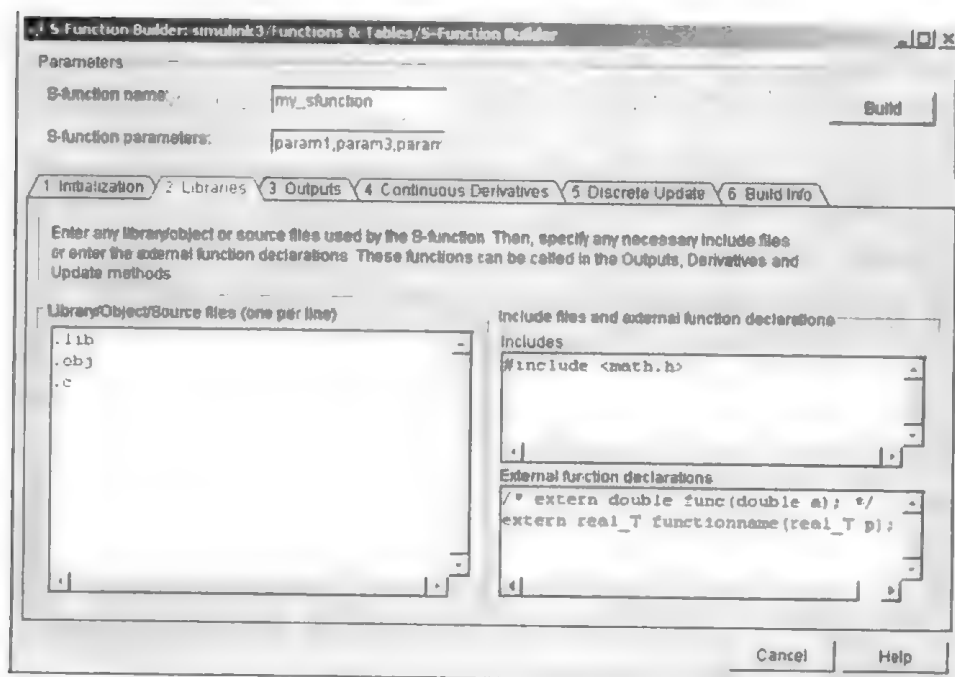 S-Function Builder: simulink3/Functions & Tables/S-Function Builder
Parameters
S-function name:
my_sfunction
Build
S-function parameters:
param1,param3,param
1 Initialization
2 Libraries
3 Outputs
4 Continuous Derivatives
5 Discrete Update
6 Build Info
Enter any library/object or source files used by the S-function. Then, specify any necessary include files
or enter the external function declarations. These functions can be called in the Outputs, Derivatives and
Update methods
Library/Object/Source files (one per line)
.lib
.obj
.c
Include files and external function declarations
Includes
#include <math.h>
External function declarations
/* extern double func(double a); */
extern real_T functionname(real_T p);
Cancel
Help